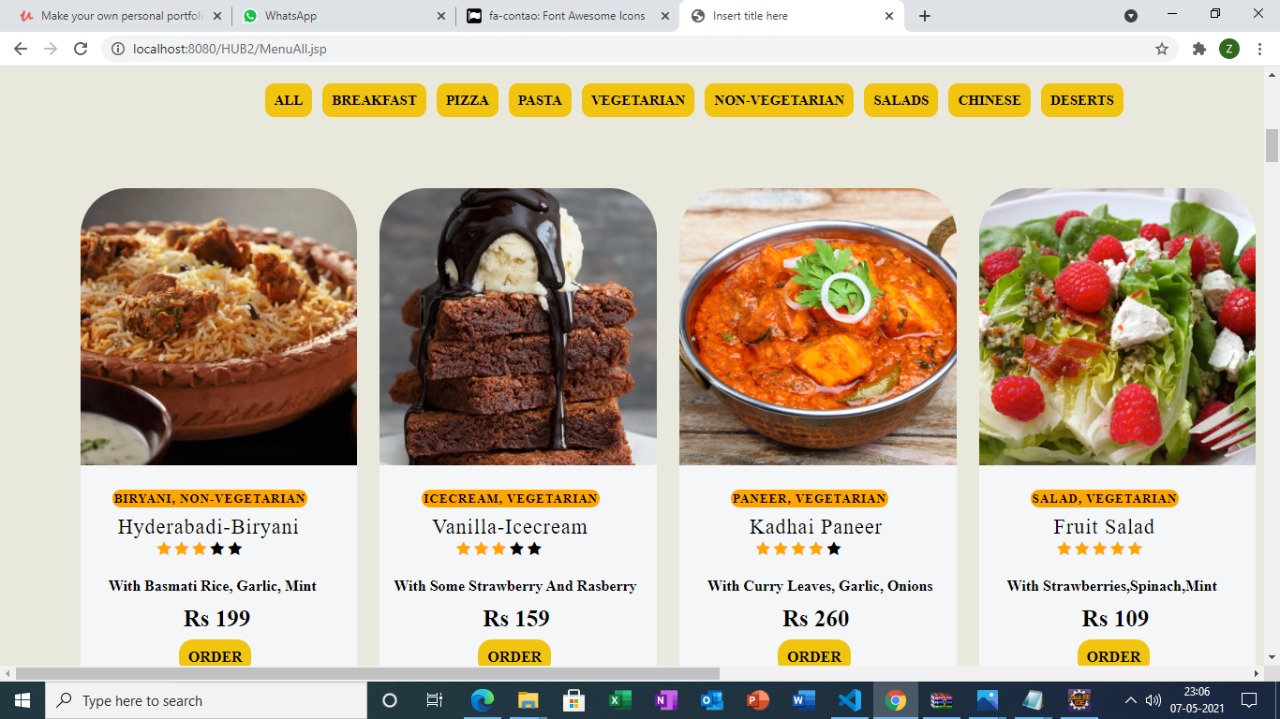 Make your own personal portfoli
WhatsApp
fa-contao: Font Awesome Icons
Insert title here
localhost:8080/HUB2/MenuAll.jsp
Z
ALL BREAKFAST PIZZA PASTA VEGETARIAN NON-VEGETARIAN SALADS CHINESE DESERTS
BIRYANI, NON-VEGETARIAN
Hyderabadi-Biryani
With Basmati Rice, Garlic, Mint
Rs 199
ORDER
ICECREAM, VEGETARIAN
Vanilla-Icecream
With Some Strawberry And Rasberry
Rs 159
ORDER
PANEER, VEGETARIAN
Kadhai Paneer
With Curry Leaves, Garlic, Onions
Rs 260
ORDER
SALAD, VEGETARIAN
Fruit Salad
With Strawberries,Spinach,Mint
Rs 109
ORDER
Type here to search
23:06
07-05-2021